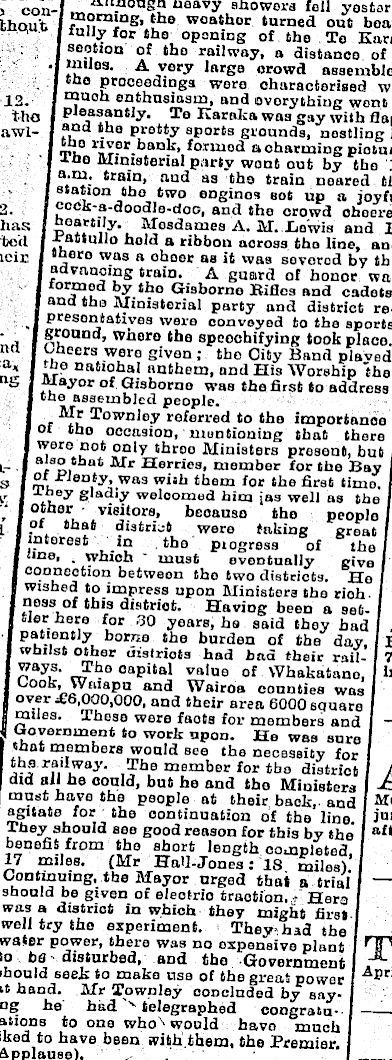 Although heavy showers fell yester
morning, the weather turned out beau
fully for the opening of the Te Kara
section of the railway, a distance of
miles. A very large crowd assemble
the proceedings were characterised w
much enthusiasm, and everything went
pleasantly. Te Karaka was gay with fla
and the pretty sports grounds, nestling
the river bank, formed a charming pictu
The Ministerial party went out by the
a.m. train, and as the train neared t
station the two engines set up a joyf
cock-a-doodle-doo, and the crowd cheere
heartily. Mesdames A. M. Lewis and
Pattullo held a ribbon across the line, an
there was a cheer as it was severed by th
advancing train. A guard of honor wa
formed by the Gisborne Rifles and cadets
and the Ministerial party and district re-
presentatives were conveyed to the sports
ground, where the speechifying took place.
Cheers were given; the City Band played
the national anthem, and His Worship the
Mayor of Gisborne was the first to address
the assembled people.
Mr Townley referred to the importance
of the occasion, mentioning that there
were not only three Ministers present, but
also that Mr Herries, member for the Bay
of Plenty, was with them for the first time.
They gladly welcomed him as well as the
other visitors, because the people
of that district were taking great
interest in the progress of the
line, which must eventually give
connection between the two districts. He
wished to impress upon Ministers the rich-
ness of this district. Having been a set-
tler here for 30 years, he said they had
patiently borne the burden of the day,
whilst other districts had had their rail-
ways. The capital value of Whakatane,
Cook, Waiapu and Wairoa counties was
over £6,000,000, and their area 6000 square
miles. These were facts for members and
Government to work upon. He was sure
that members would see the necessity for
the railway. The member for the district
did all he could, but he and the Ministers
must have the people at their back, and
agitate for the continuation of the line.
They should see good reason for this by the
benefit from the short length completed,
17 miles. (Mr Hall-Jones: 18 miles).
Continuing, the Mayor urged that a trial
should be given of electric traction. Here
was a district in which they might first
well try the experiment. They had the
water power, there was no expensive plant
to be disturbed, and the Government
should seek to make use of the great power
at hand. Mr Townley concluded by say-
ng he had telegraphed congratu-
ations to one who would have much
iked to have been with them, the Premier.
Applause).